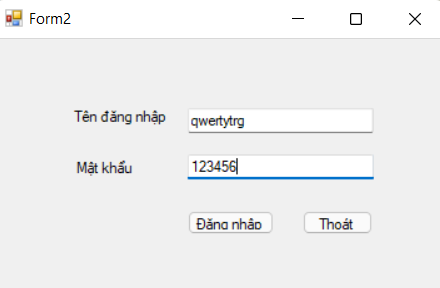 Form2
Tên đăng nhập
qwertytrg
Mật khẩu
123456
Đăng nhập
Thoát